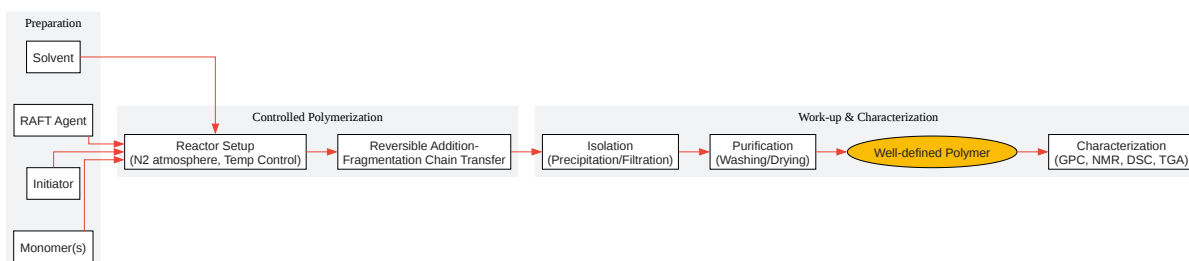 Preparation
Solvent
RAFT Agent
Initiator
Monomer(s)
Controlled Polymerization
Reactor Setup
(N2 atmosphere, Temp Control)
Reversible Addition-
Fragmentation Chain Transfer
Work-up & Characterization
Isolation
(Precipitation/Filtration)
Purification
(Washing/Drying)
Well-defined Polymer
Characterization
(GPC, NMR, DSC, TGA)